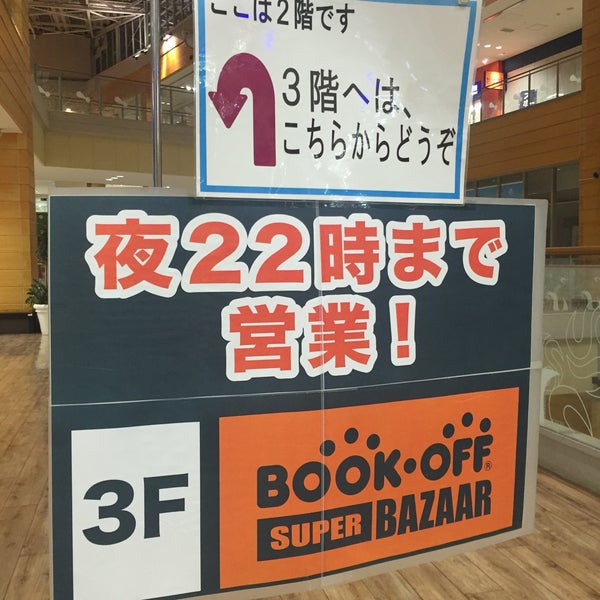 ここは2階です
3階へは、
こちらからどうぞ
夜22時まで
営業!
3F
BOOK·OFF®
SUPER BAZAAR